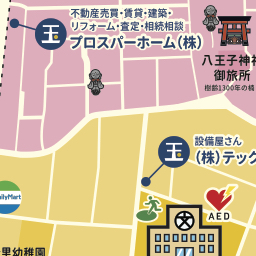 不動産売買・賃貸・建築・
リフォーム・査定・相続相談
玉 プロスパーホーム(株)
八王子神社
御旅所
樹齢1300年の楠
設備屋さん
玉 (株)テック
FamilyMart
AED
里幼稚園